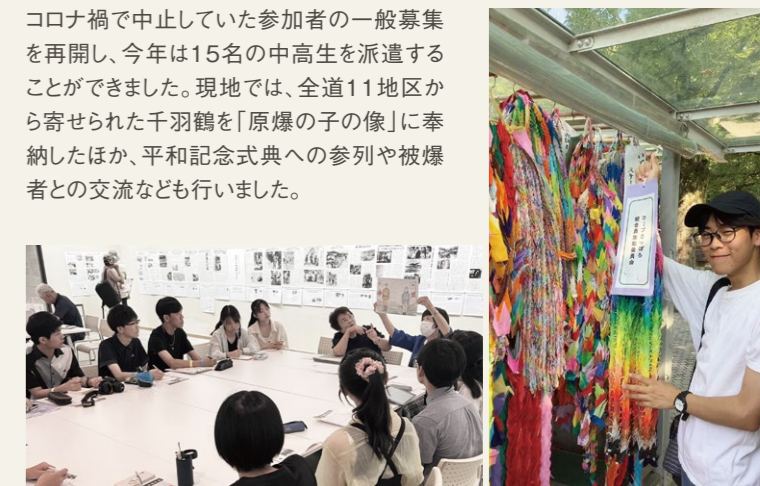 コロナ禍で中止していた参加者の一般募集
を再開し、今年は15名の中高生を派遣する
ことができました。現地では、全道11地区か
ら寄せられた千羽鶴を「原爆の子の像」に奉
納したほか、平和記念式典への参列や被爆
者との交流なども行いました。